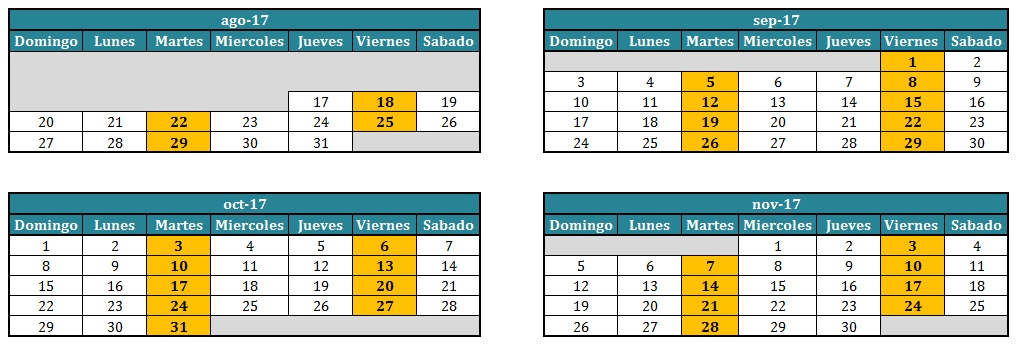 ago-17
Domingo Lunes Martes Miercoles Jueves Viernes Sabado
17 18 19
20 21 22 23 24 25 26
27 28 29 30 31
sep-17
Domingo Lunes Martes Miercoles Jueves Viernes Sabado
1 2
3 4 5 6 7 8 9
10 11 12 13 14 15 16
17 18 19 20 21 22 23
24 25 26 27 28 29 30
oct-17
Domingo Lunes Martes Miercoles Jueves Viernes Sabado
1 2 3 4 5 6 7
8 9 10 11 12 13 14
15 16 17 18 19 20 21
22 23 24 25 26 27 28
29 30 31
nov-17
Domingo Lunes Martes Miercoles Jueves Viernes Sabado
1 2 3 4
5 6 7 8 9 10 11
12 13 14 15 16 17 18
19 20 21 22 23 24 25
26 27 28 29 30